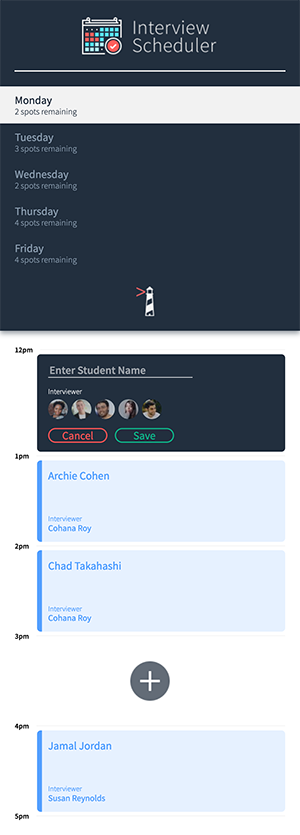 Interview
Scheduler
Monday
2 spots remaining
Tuesday
3 spots remaining
Wednesday
2 spots remaining
Thursday
4 spots remaining
Friday
4 spots remaining
12pm
Enter Student Name
Interviewer
Cancel
Save
1pm
Archie Cohen
Interviewer
Cohana Roy
2pm
Chad Takahashi
Interviewer
Cohana Roy
3pm
4pm
Jamal Jordan
Interviewer
Susan Reynolds
5pm